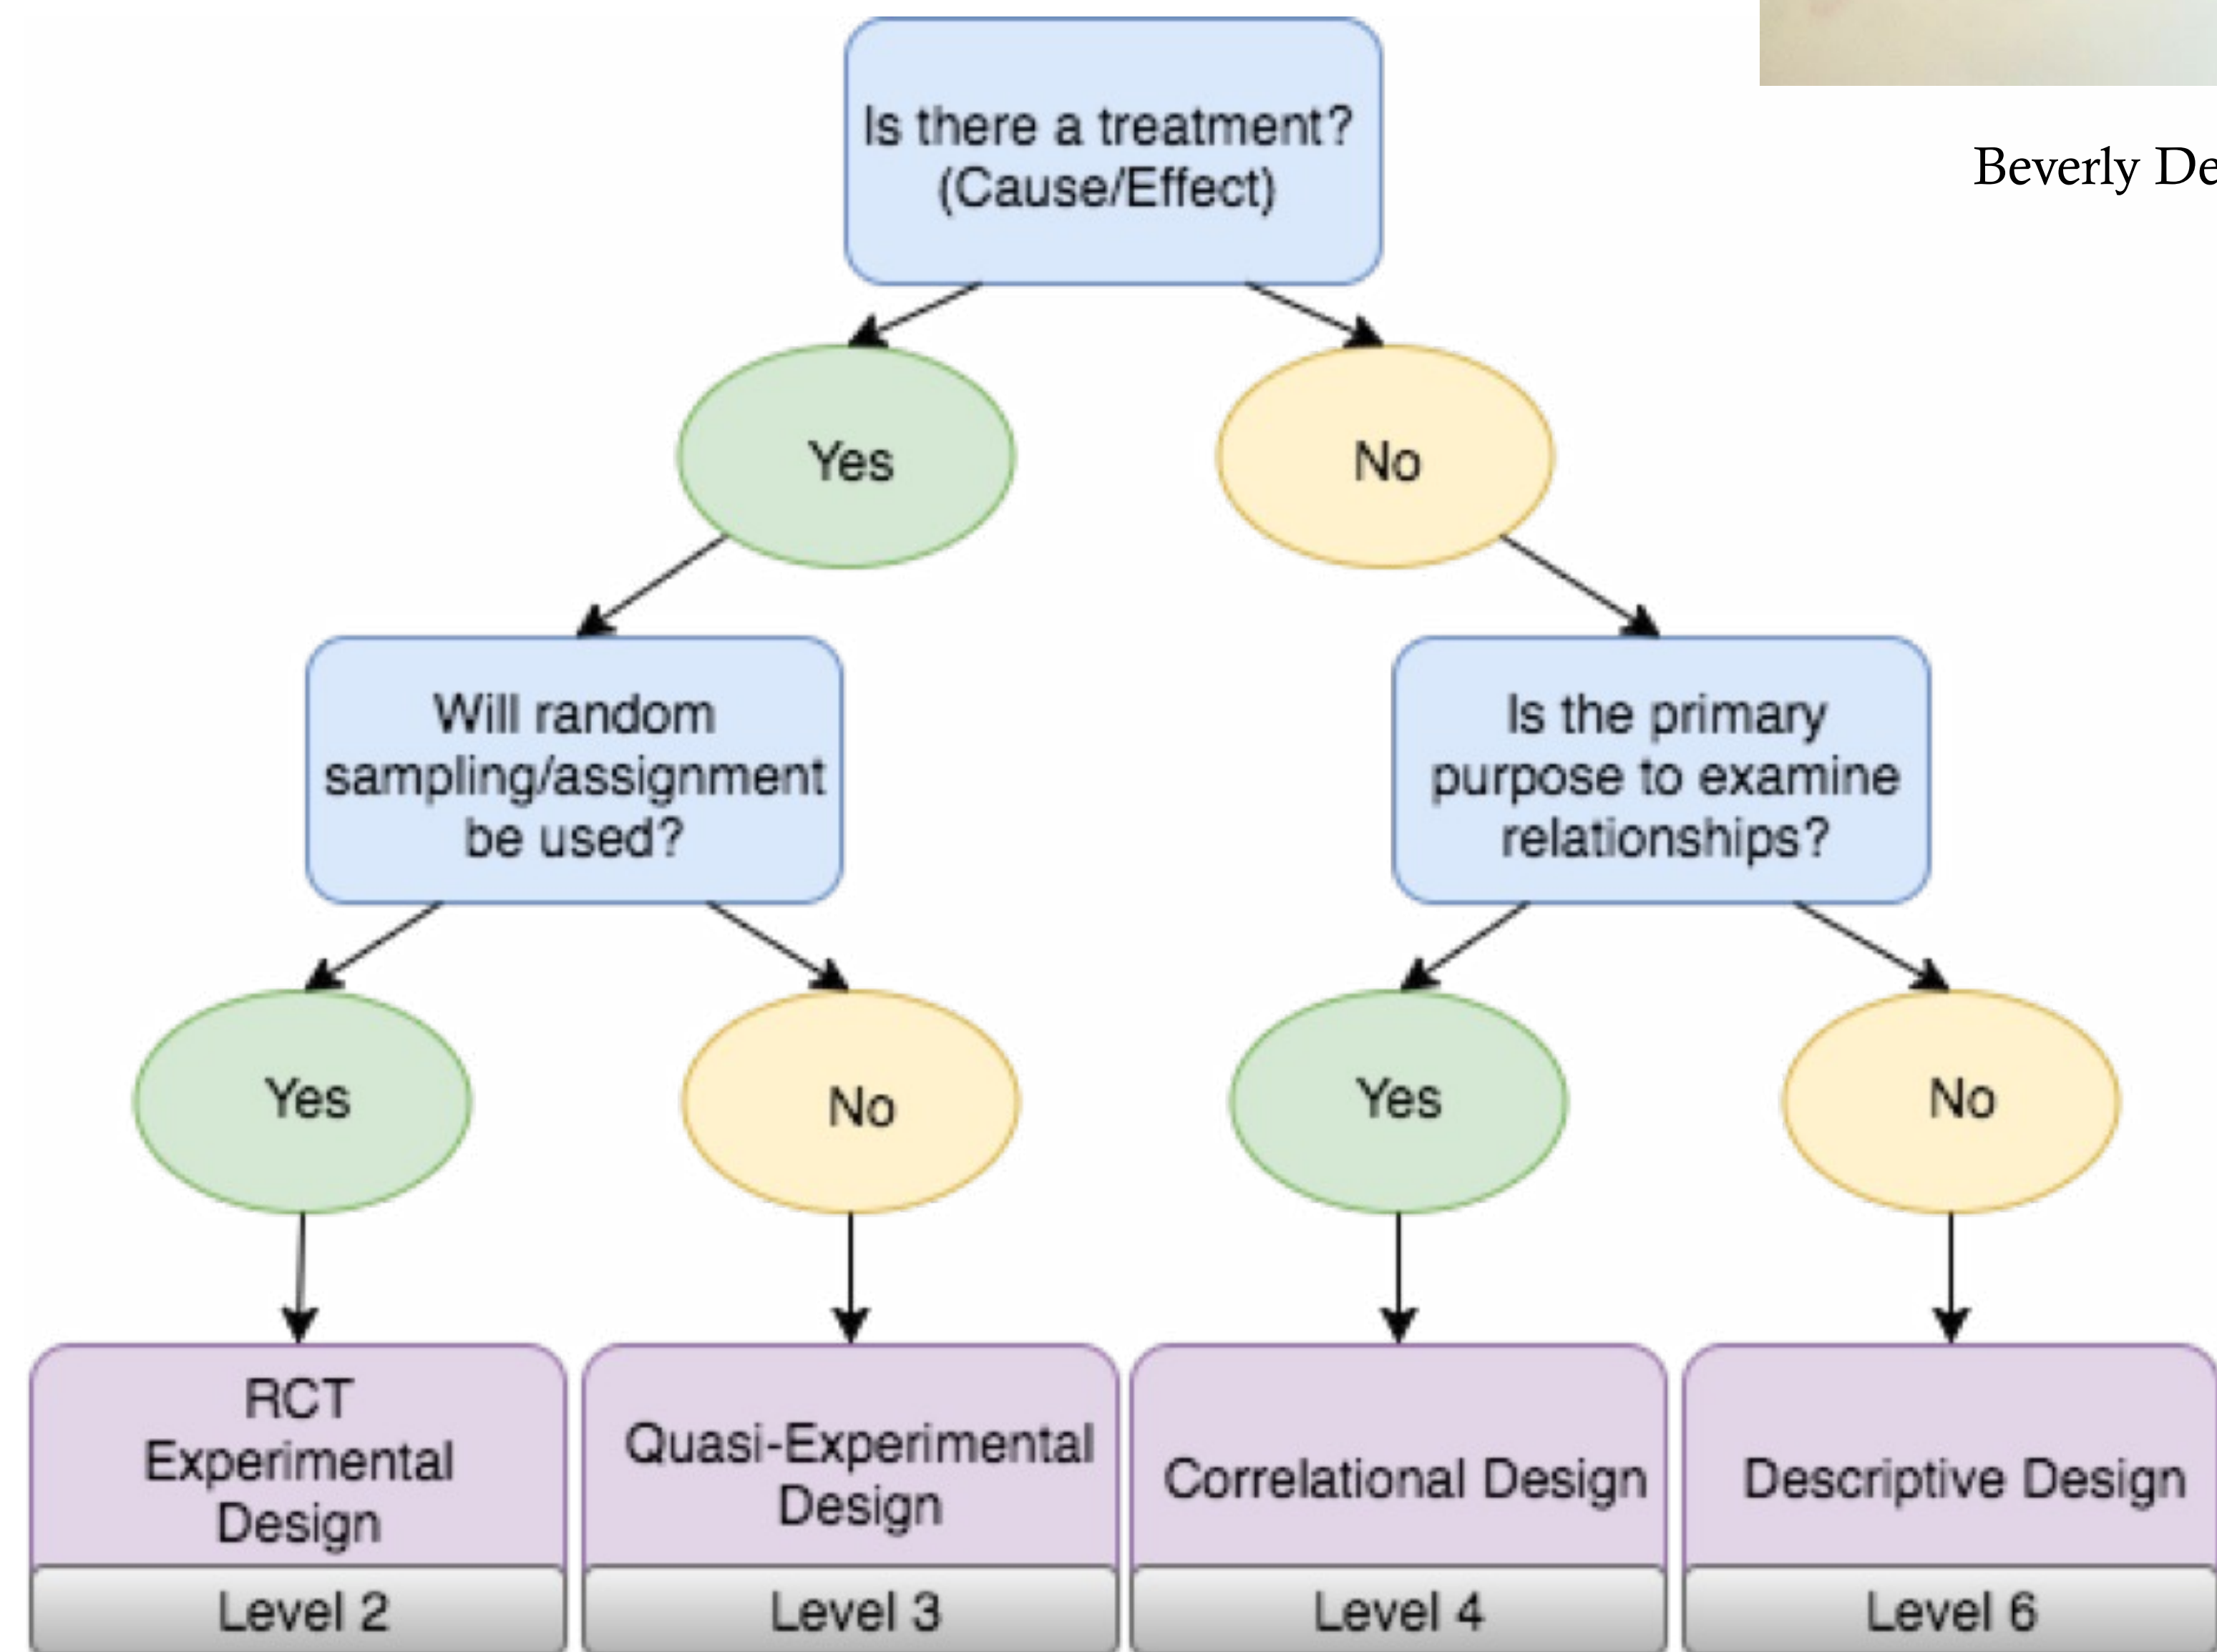 Is there a treatment?
(Cause/Effect)
Beverly De
Yes
No
Will random
sampling/assignment
be used?
Is the primary
purpose to examine
relationships?
Yes
No
Yes
No
RCT
Experimental
Design
Level 2
Quasi-Experimental
Design
Level 3
Correlational Design
Level 4
Descriptive Design
Level 6